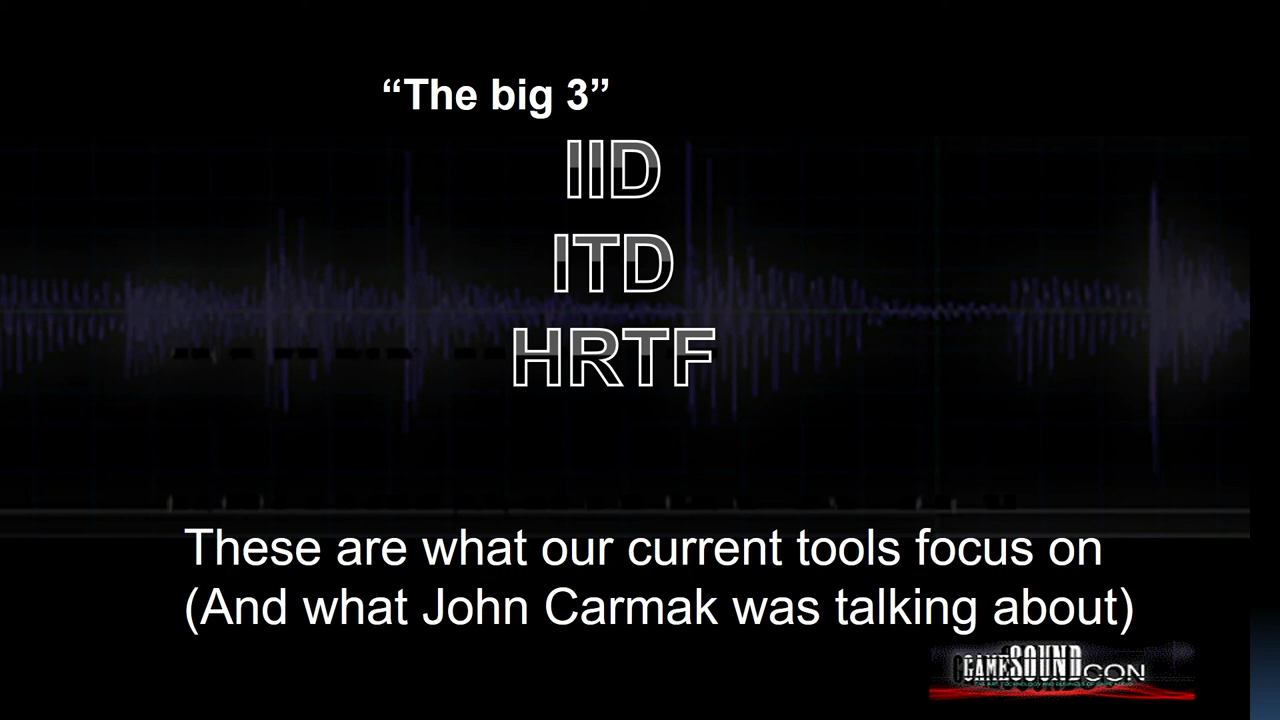 “The big 3”
IID
ITD
HRTF
These are what our current tools focus on
(And what John Carmak was talking about)
GAMESOUNDCON